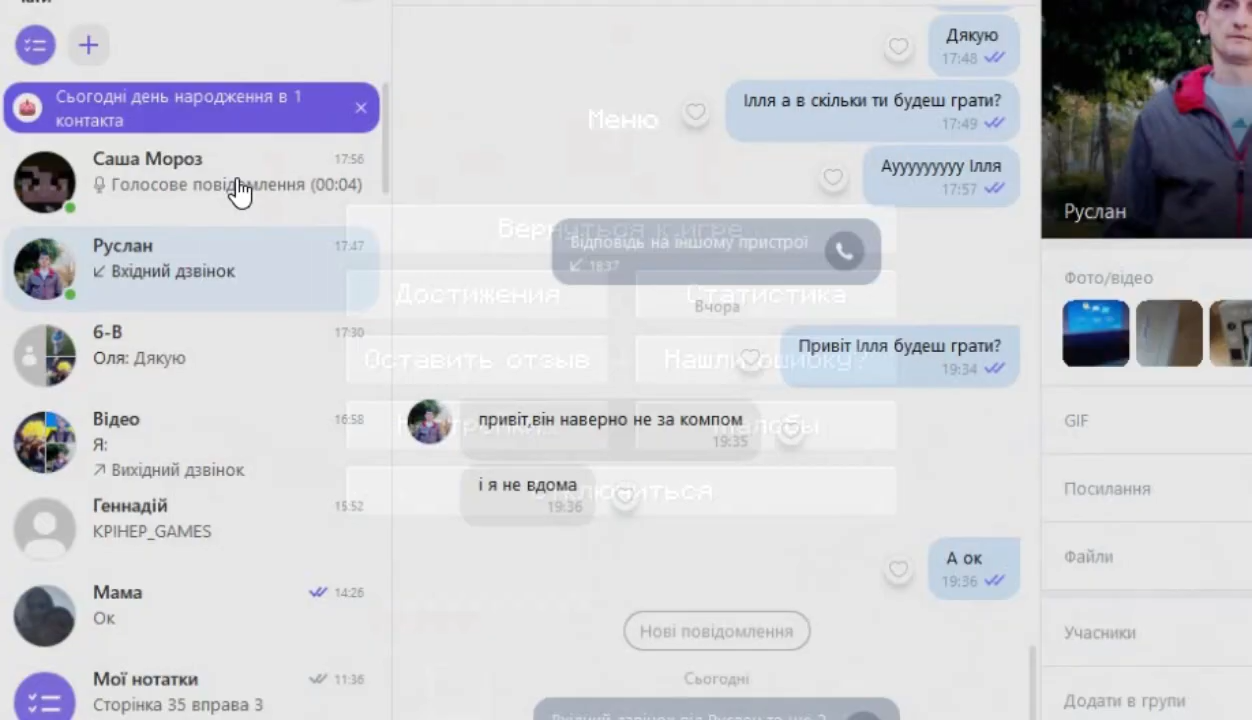 Сьогодні день народження в 1
контакта
Саша Мороз
17:56
Голосове повідомлення (00:04)
Руслан
17:47
Вхідний дзвінок
6-В
17:30
Оля: Дякую
Відео
16:58
Я:
Вихідний дзвінок
Геннадій
15:52
KPIHEP_GAMES
Мама
14:26
Ок
Мої нотатки
11:36
Сторінка 35 вправа 3
Дякую
17:48
Ілля а в скільки ти будеш грати?
17:49
Меню
Аууууууууу Ілля
17:57
Вернуться к игре
Відповідь на іншому пристрої
18:37
Достижения
Статистика
Вчора
Привіт Ілля будеш грати?
19:34
Оставить отзыв
Нашли ошибку?
привіт,він наверно не за компом
19:35
Настройки...
Жалобы
і я не вдома
19:36
Отключиться
А ок
19:36
Нові повідомлення
Сьогодні
Руслан
Фото/відео
GIF
Посилання
Файли
Учасники
Додати в групи